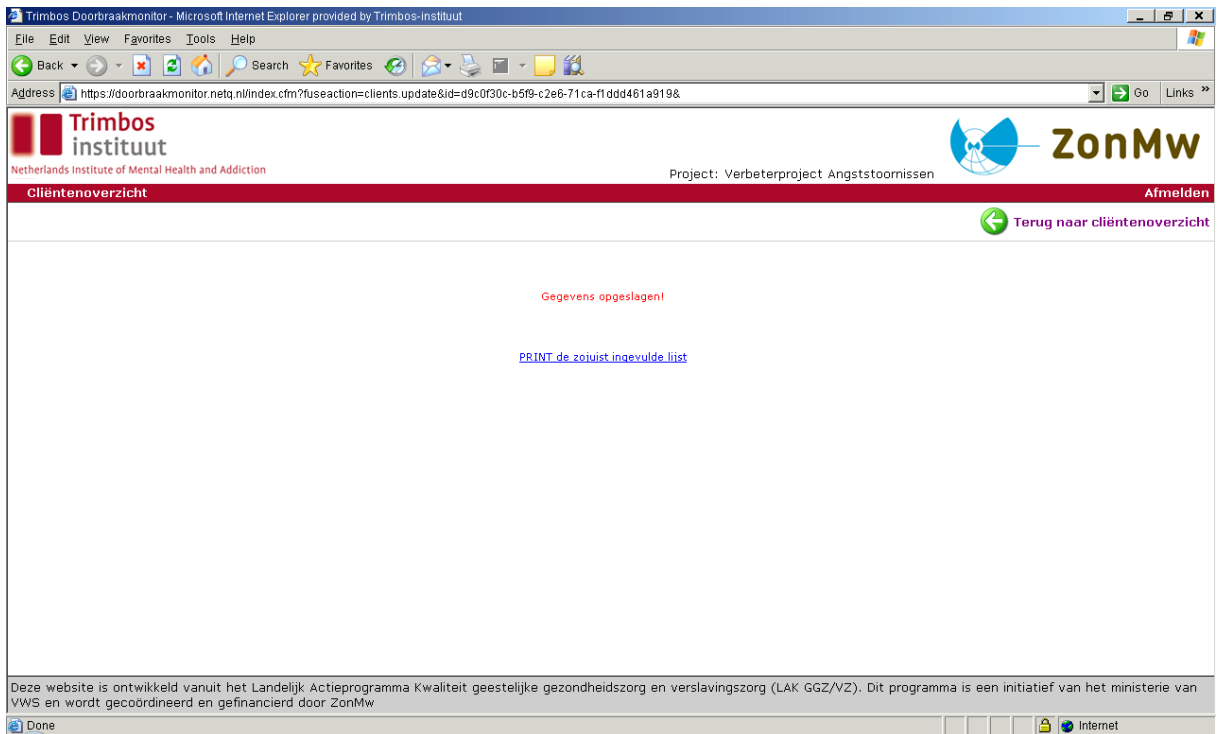 Trimbos Doorbraakmonitor - Microsoft Internet Explorer provided by Trimbos-instituut
File Edit View Favorites Tools Help
Back Search Favorites
Address https://doorbraakmonitor.netq.nl/index.cfm?fuseaction=clients.update&id=d9c0f30c-b5f9-c2e6-71ca-f1ddd461a919& Go Links »
Trimbos
instituut
Netherlands Institute of Mental Health and Addiction
Project: Verbeterproject Angststoornissen
ZonMw
Cliëntenoverzicht Afmelden
Terug naar cliëntenoverzicht
Gegevens opgeslagen!
PRINT de zojuist ingevulde lijst
Deze website is ontwikkeld vanuit het Landelijk Actieprogramma Kwaliteit geestelijke gezondheidszorg en verslavingszorg (LAK GGZ/VZ). Dit programma is een initiatief van het ministerie van
VWS en wordt gecoördineerd en gefinancierd door ZonMw
Done Internet